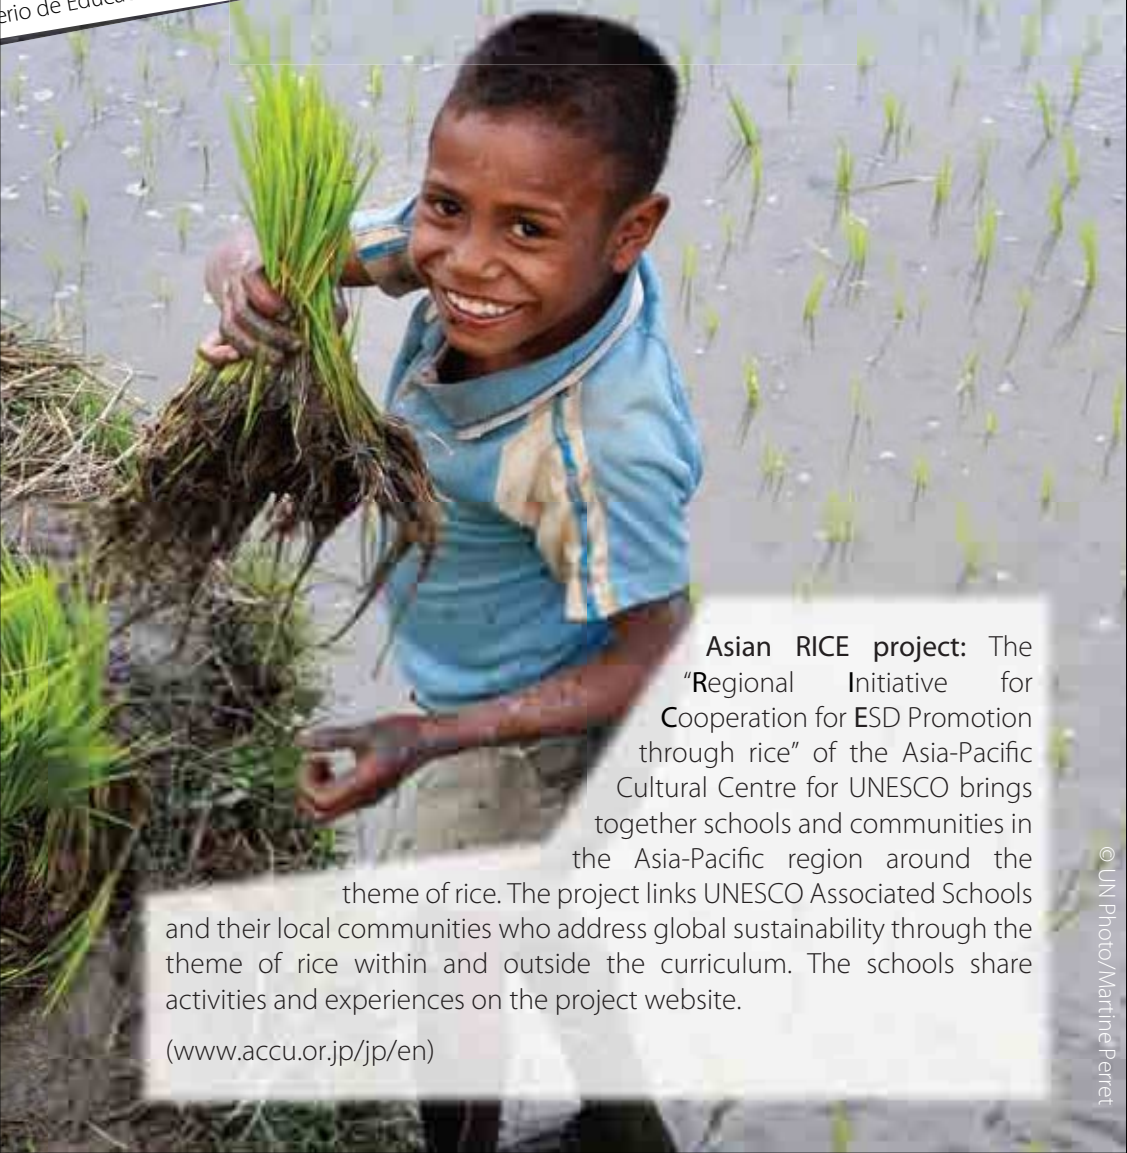 erio de Educa
Asian RICE project: The
“Regional Initiative for
Cooperation for ESD Promotion
through rice” of the Asia-Pacific
Cultural Centre for UNESCO brings
together schools and communities in
the Asia-Pacific region around the
theme of rice. The project links UNESCO Associated Schools
and their local communities who address global sustainability through the
theme of rice within and outside the curriculum. The schools share
activities and experiences on the project website.
(www.accu.or.jp/jp/en)
© UN Photo/Martine Perret